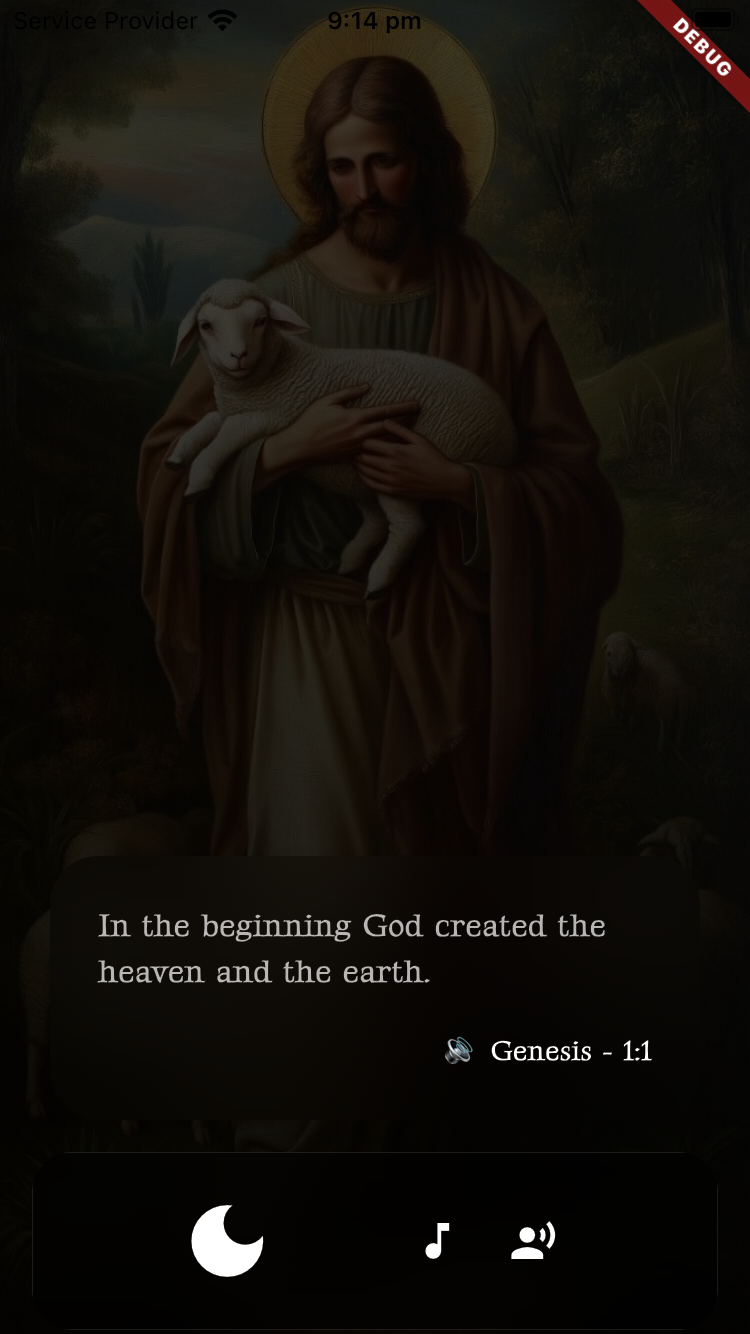 Service Provider 9:14 pm
DEBUG
In the beginning God created the
heaven and the earth.
Genesis - 1:1